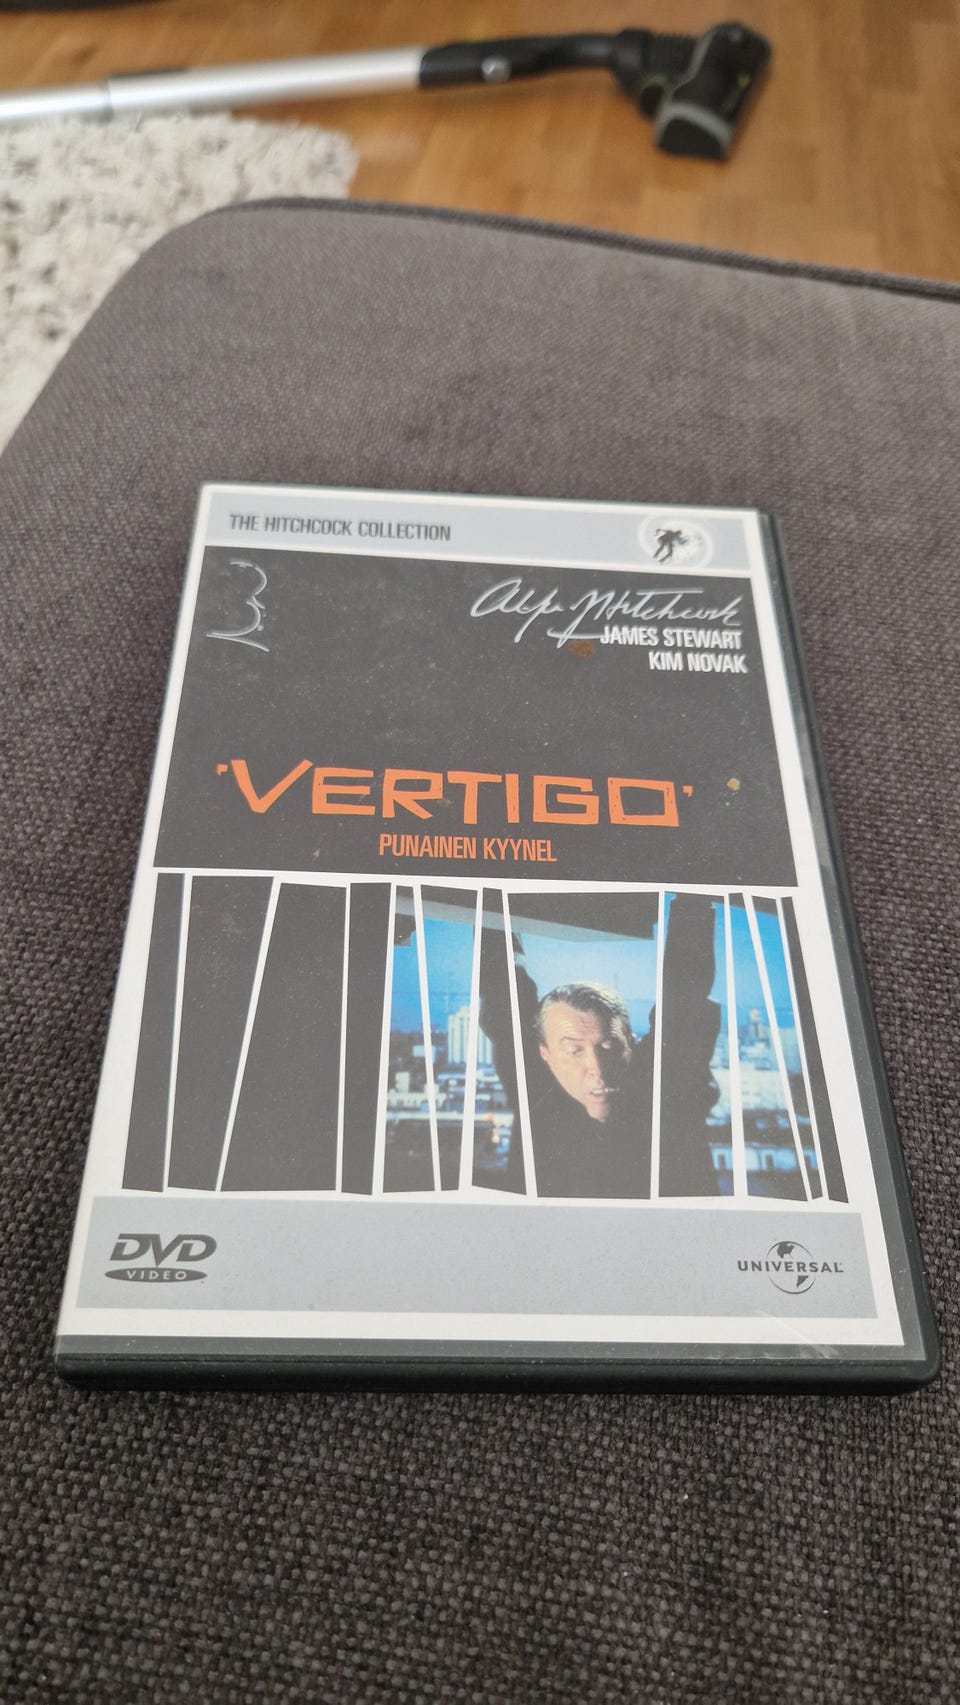 THE HITCHCOCK COLLECTION
Alfred Hitchcock
JAMES STEWART
KIM NOVAK
'VERTIGO'
PUNAINEN KYYNEL
DVD
VIDEO
UNIVERSAL